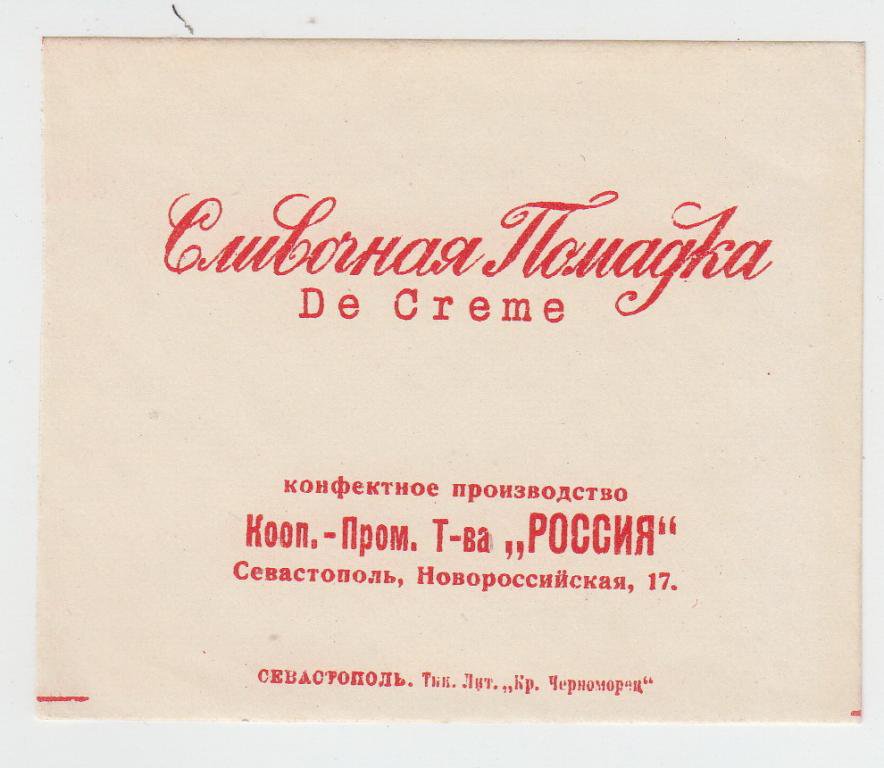 Сливочная Помадка
De Creme
конфектное производство
Кооп.-Пром. Т-ва „РОССИЯ“
Севастополь, Новороссийская, 17.
СЕВАСТОПОЛЬ. Тип. Лит. „Кр. Черноморец“